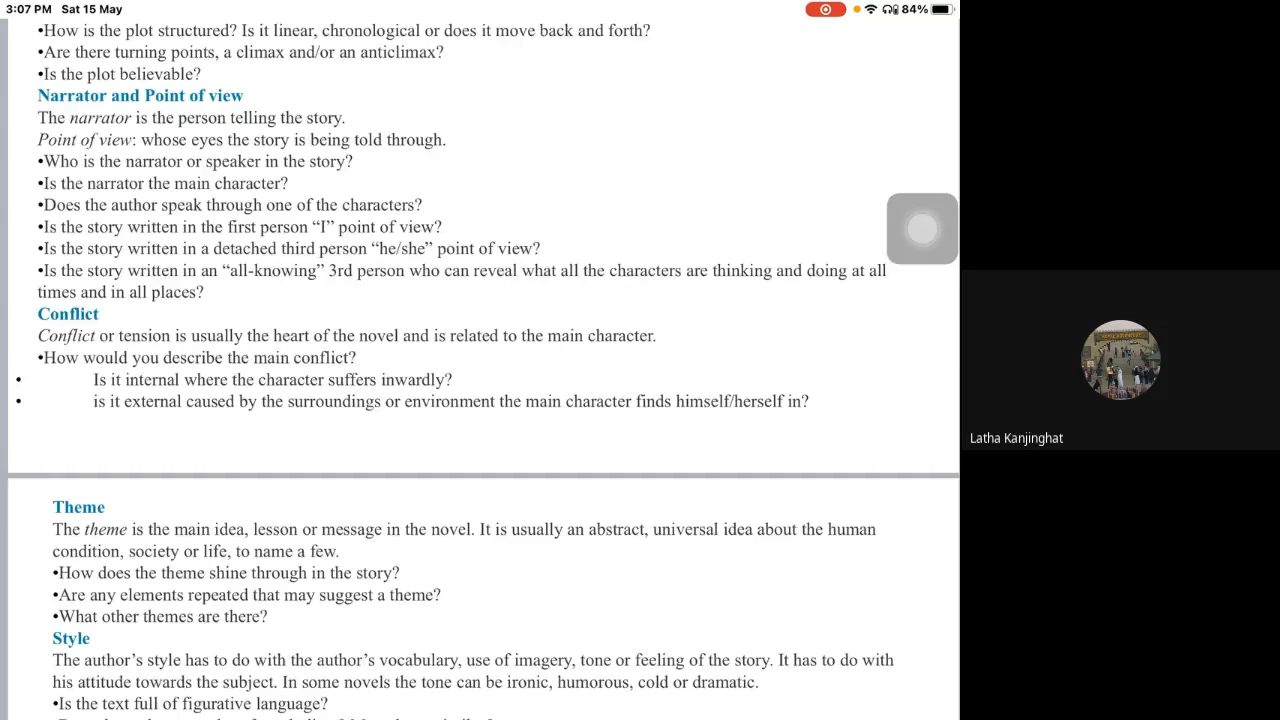 3:07 PM Sat 15 May
84%
•How is the plot structured? Is it linear, chronological or does it move back and forth?
•Are there turning points, a climax and/or an anticlimax?
•Is the plot believable?
Narrator and Point of view
The narrator is the person telling the story.
Point of view: whose eyes the story is being told through.
•Who is the narrator or speaker in the story?
•Is the narrator the main character?
•Does the author speak through one of the characters?
•Is the story written in the first person “I” point of view?
•Is the story written in a detached third person “he/she” point of view?
•Is the story written in an “all-knowing” 3rd person who can reveal what all the characters are thinking and doing at all
times and in all places?
Conflict
Conflict or tension is usually the heart of the novel and is related to the main character.
•How would you describe the main conflict?
• Is it internal where the character suffers inwardly?
• is it external caused by the surroundings or environment the main character finds himself/herself in?
Theme
The theme is the main idea, lesson or message in the novel. It is usually an abstract, universal idea about the human
condition, society or life, to name a few.
•How does the theme shine through in the story?
•Are any elements repeated that may suggest a theme?
•What other themes are there?
Style
The author’s style has to do with the author’s vocabulary, use of imagery, tone or feeling of the story. It has to do with
his attitude towards the subject. In some novels the tone can be ironic, humorous, cold or dramatic.
•Is the text full of figurative language?
Latha Kanjinghat